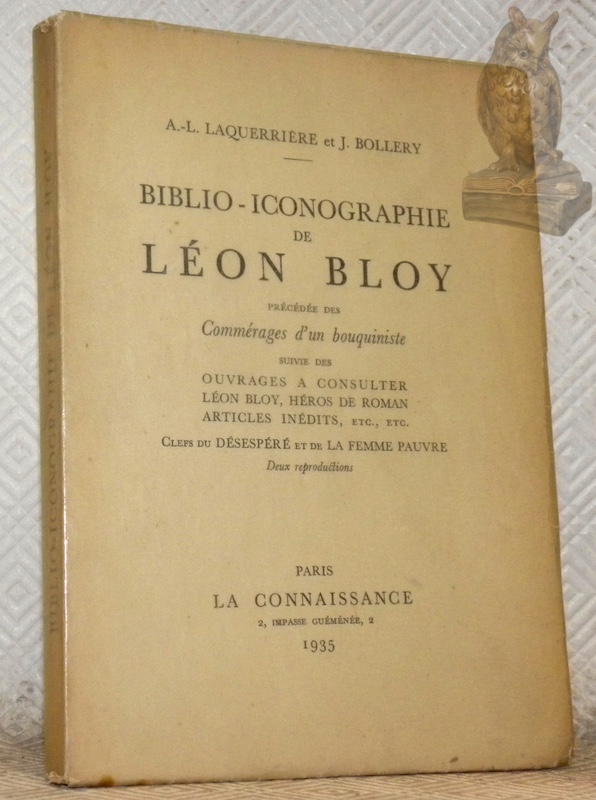 A.-L. LAQUERRIÈRE et J. BOLLERY
BIBLIO-ICONOGRAPHIE
DE
LÉON BLOY
PRÉCÉDÉE DES
Commérages d'un bouquiniste
SUIVIE DES
OUVRAGES A CONSULTER
LÉON BLOY, HÉROS DE ROMAN
ARTICLES INÉDITS, ETC., ETC.
CLEFS DU DÉSESPÉRÉ ET DE LA FEMME PAUVRE
Deux reproductions
PARIS
LA CONNAISSANCE
2, IMPASSE GUÉMÉNÉE, 2
1935
BIBLIO-ICONOGRAPHIE DE LÉON BLOY